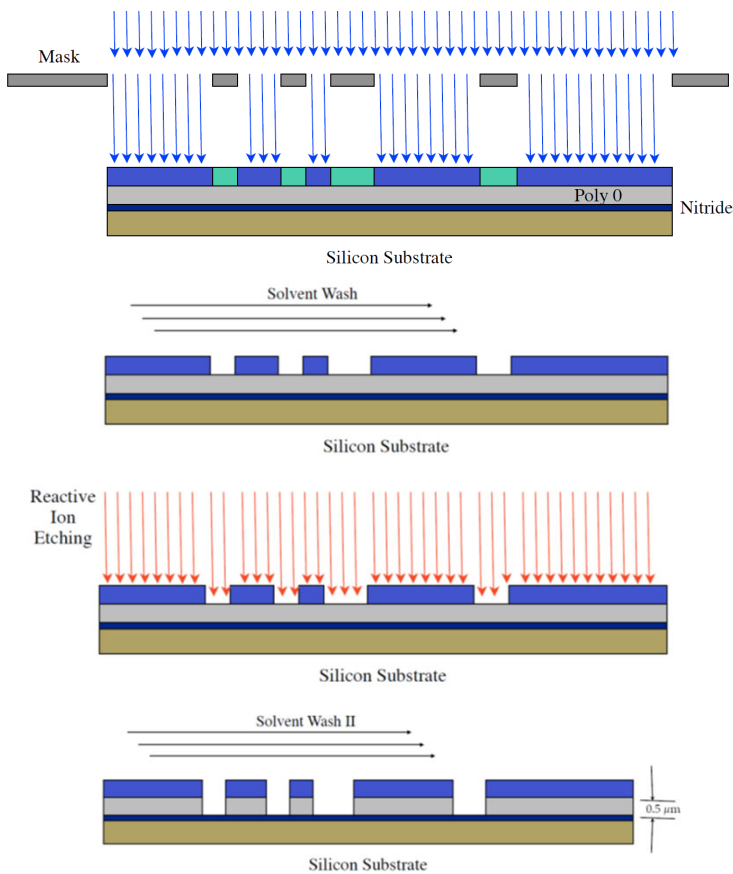 Mask
Poly 0
Nitride
Silicon Substrate
Solvent Wash
Silicon Substrate
Reactive
Ion
Etching
Silicon Substrate
Solvent Wash II
0.5 μm
Silicon Substrate